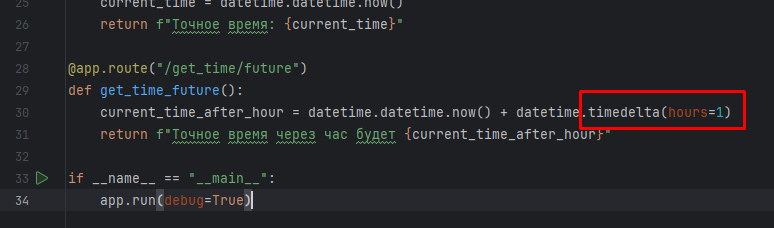 25 current_time = datetime.datetime.now()
26 return f"Точное время: {current_time}"
27
28 @app.route("/get_time/future")
29 def get_time_future():
30 current_time_after_hour = datetime.datetime.now() + datetime.timedelta(hours=1)
31 return f"Точное время через час будет {current_time_after_hour}"
32
33 if __name__ == "__main__":
34 app.run(debug=True)